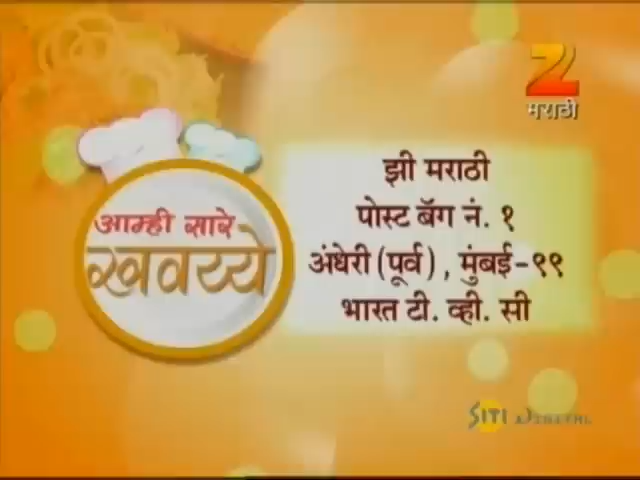 मराठी
आम्ही सारे
खवय्ये
झी मराठी
पोस्ट बॅग नं. १
अंधेरी (पूर्व) , मुंबई-९९
भारत टी. व्ही. सी
SITI